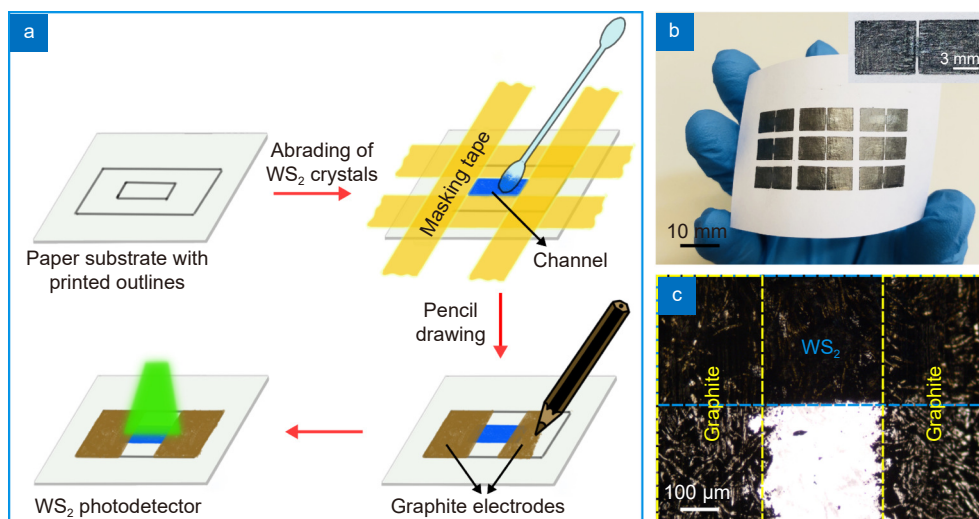 a
Abrading of
WS₂ crystals
Masking tape
Paper substrate with
printed outlines
Channel
Pencil
drawing
WS₂ photodetector
Graphite electrodes
b
3 mm
10 mm
c
WS₂
Graphite
Graphite
100 μm